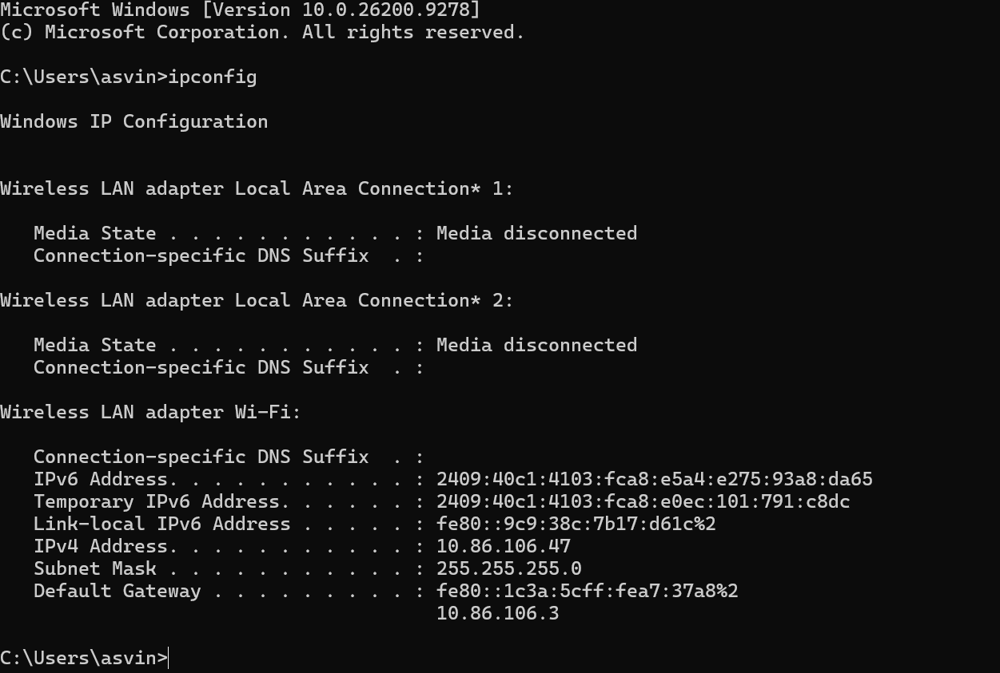 Microsoft Windows [Version 10.0.26200.9278]
(c) Microsoft Corporation. All rights reserved.
C:\Users\asvin>ipconfig
Windows IP Configuration
Wireless LAN adapter Local Area Connection* 1:
   Media State . . . . . . . . . . . : Media disconnected
   Connection-specific DNS Suffix  . :
Wireless LAN adapter Local Area Connection* 2:
   Media State . . . . . . . . . . . : Media disconnected
   Connection-specific DNS Suffix  . :
Wireless LAN adapter Wi-Fi:
   Connection-specific DNS Suffix  . :
   IPv6 Address. . . . . . . . . . . : 2409:40c1:4103:fca8:e5a4:e275:93a8:da65
   Temporary IPv6 Address. . . . . . : 2409:40c1:4103:fca8:e0ec:101:791:c8dc
   Link-local IPv6 Address . . . . . : fe80::9c9:38c:7b17:d61c%2
   IPv4 Address. . . . . . . . . . . : 10.86.106.47
   Subnet Mask . . . . . . . . . . . : 255.255.255.0
   Default Gateway . . . . . . . . . : fe80::1c3a:5cff:fea7:37a8%2
                                       10.86.106.3
C:\Users\asvin>